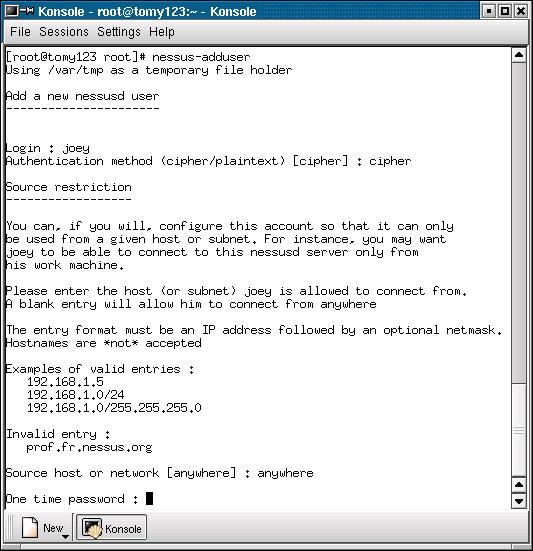 Konsole - root@tomy123:~ - Konsole
File Sessions Settings Help
[root@tomy123 root]# nessus-adduser
Using /var/tmp as a temporary file holder
Add a new nessusd user
----------------------
Login : joey
Authentication method (cipher/plaintext) [cipher] : cipher
Source restriction
------------------
You can, if you will, configure this account so that it can only
be used from a given host or subnet. For instance, you may want
joey to be able to connect to this nessusd server only from
his work machine.
Please enter the host (or subnet) joey is allowed to connect from.
A blank entry will allow him to connect from anywhere
The entry format must be an IP address followed by an optional netmask.
Hostnames are *not* accepted
Examples of valid entries :
192.168.1.5
192.168.1.0/24
192.168.1.0/255.255.255.0
Invalid entry :
prof.fr.nessus.org
Source host or network [anywhere] : anywhere
One time password :
New Konsole